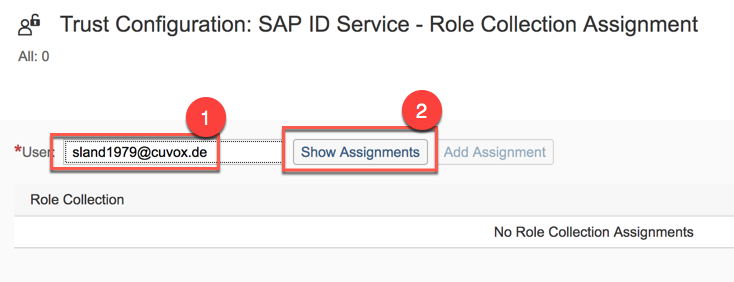 Trust Configuration: SAP ID Service - Role Collection Assignment
All: 0
1
2
*User: sland1979@cuvox.de Show Assignments Add Assignment
Role Collection
No Role Collection Assignments